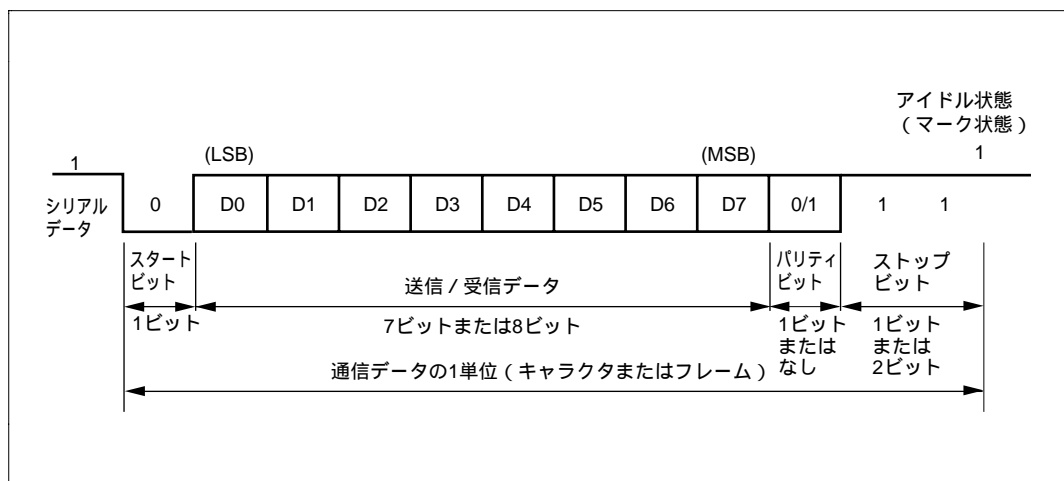 アイドル状態
（マーク状態）
1
(LSB)
(MSB)
1
シリアル
データ
0
D0
D1
D2
D3
D4
D5
D6
D7
0/1
1
1
スタート
ビット
送信／受信データ
パリティ
ビット
ストップ
ビット
1ビット
7ビットまたは8ビット
1ビット
または
なし
1ビット
または
2ビット
通信データの1単位（キャラクタまたはフレーム）